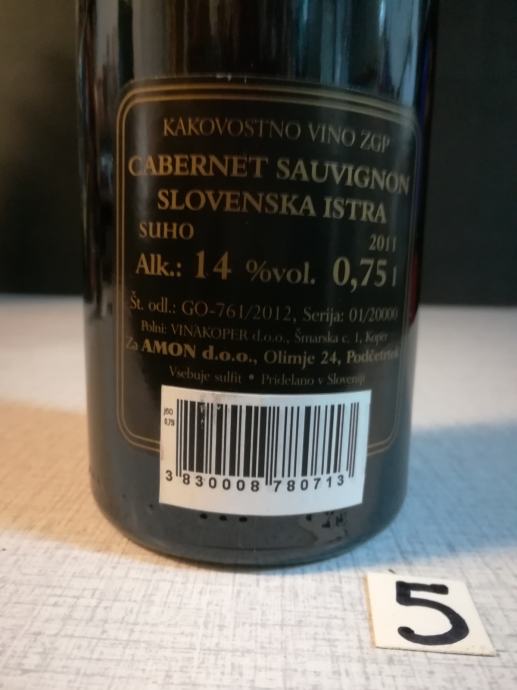 KAKOVOSTNO VINO ZGP
CABERNET SAUVIGNON
SLOVENSKA ISTRA
SUHO 2011
Alk.: 14 %vol. 0,75 l
Št. odl.: GO-761/2012, Serija: 01/20000
Polni: VINAKOPER d.o.o., Šmarska c. 1, Koper
Za AMON d.o.o., Olimje 24, Podčetrtek
Vsebuje sulfit • Pridelano v Sloveniji
0,75
3 830008 780713
5